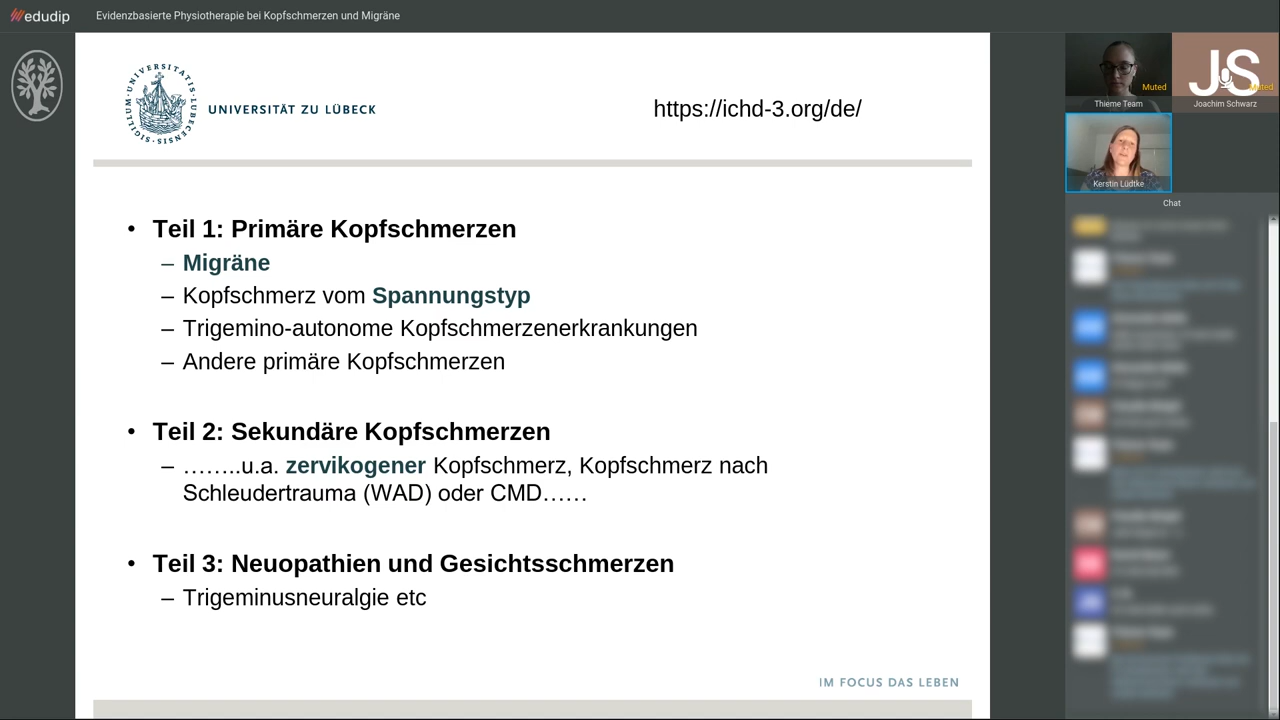 edudip
Evidenzbasierte Physiotherapie bei Kopfschmerzen und Migräne
SIGILLUM·UNIVERSITATIS·LUBECENSIS
UNIVERSITÄT ZU LÜBECK
https://ichd-3.org/de/
• Teil 1: Primäre Kopfschmerzen
– Migräne
– Kopfschmerz vom Spannungstyp
– Trigemino-autonome Kopfschmerzenerkrankungen
– Andere primäre Kopfschmerzen
• Teil 2: Sekundäre Kopfschmerzen
– ……..u.a. zervikogener Kopfschmerz, Kopfschmerz nach
Schleudertrauma (WAD) oder CMD……
• Teil 3: Neuopathien und Gesichtsschmerzen
– Trigeminusneuralgie etc
IM FOCUS DAS LEBEN
Muted
Thieme Team
JS
Muted
Joachim Schwarz
Kerstin Lüdtke
Chat